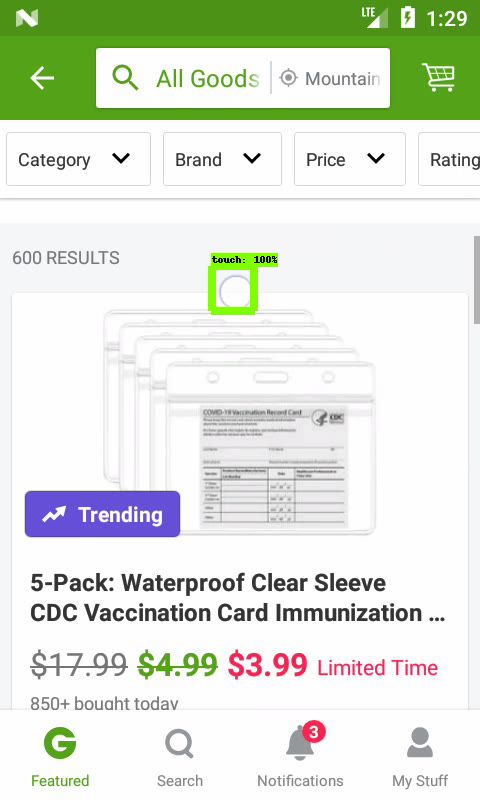 LTE 1:29
All Goods Mountain
Category Brand Price Rating
600 RESULTS
touch: 100%
COVID-19 Vaccination Record Card
CDC
Trending
5-Pack: Waterproof Clear Sleeve
CDC Vaccination Card Immunization ...
$17.99 $4.99 $3.99 Limited Time
850+ bought today
3
G
Featured Search Notifications My Stuff